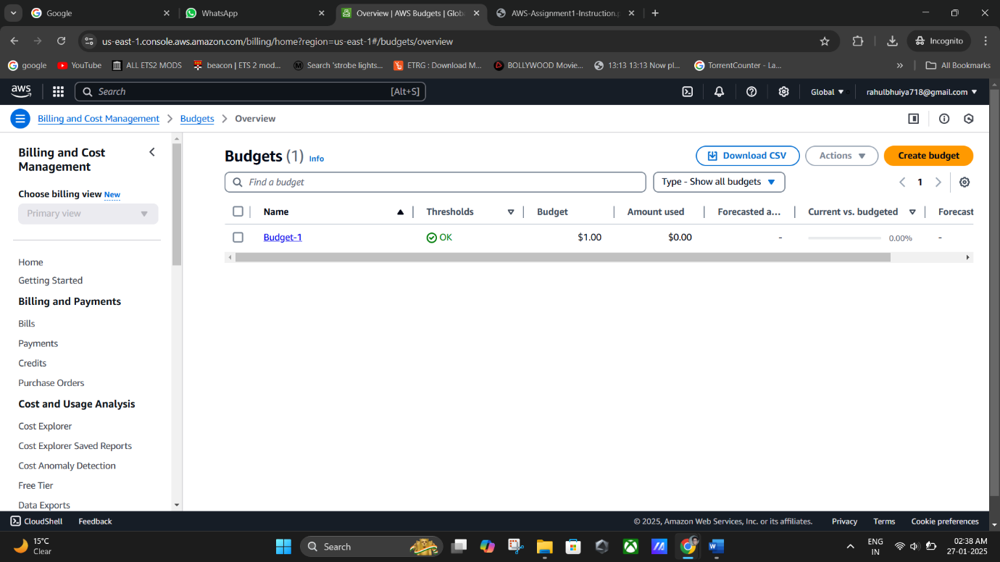 Google
WhatsApp
Overview | AWS Budgets | Glob
AWS-Assignment1-Instruction.p
us-east-1.console.aws.amazon.com/billing/home?region=us-east-1#/budgets/overview
Incognito
google
YouTube
ALL ETS2 MODS
beacon | ETS 2 mod...
Search 'strobe lights...
ETRG : Download M...
BOLLYWOOD Movie...
13:13 13:13 Now pl...
TorrentCounter - La...
»
All Bookmarks
aws
Search
[Alt+S]
Global
rahulbhuiya718@gmail.com
Billing and Cost Management > Budgets > Overview
Billing and Cost
Management
Choose billing view New
Primary view
Home
Getting Started
Billing and Payments
Bills
Payments
Credits
Purchase Orders
Cost and Usage Analysis
Cost Explorer
Cost Explorer Saved Reports
Cost Anomaly Detection
Free Tier
Data Exports
Budgets (1) Info
Download CSV
Actions
Create budget
Find a budget
Type - Show all budgets
1
Name
Thresholds
Budget
Amount used
Forecasted a...
Current vs. budgeted
Forecast
Budget-1
OK
$1.00
$0.00
-
0.00%
-
CloudShell
Feedback
© 2025, Amazon Web Services, Inc. or its affiliates.
Privacy
Terms
Cookie preferences
15°C
Clear
Search
ENG
IN
02:38 AM
27-01-2025